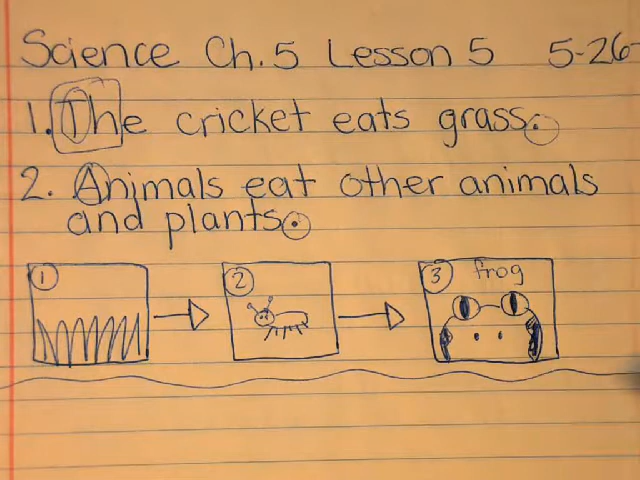 Science Ch.5 Lesson 5 5-26-
1. The cricket eats grass.
2. Animals eat other animals
and plants.
1 2 3 frog